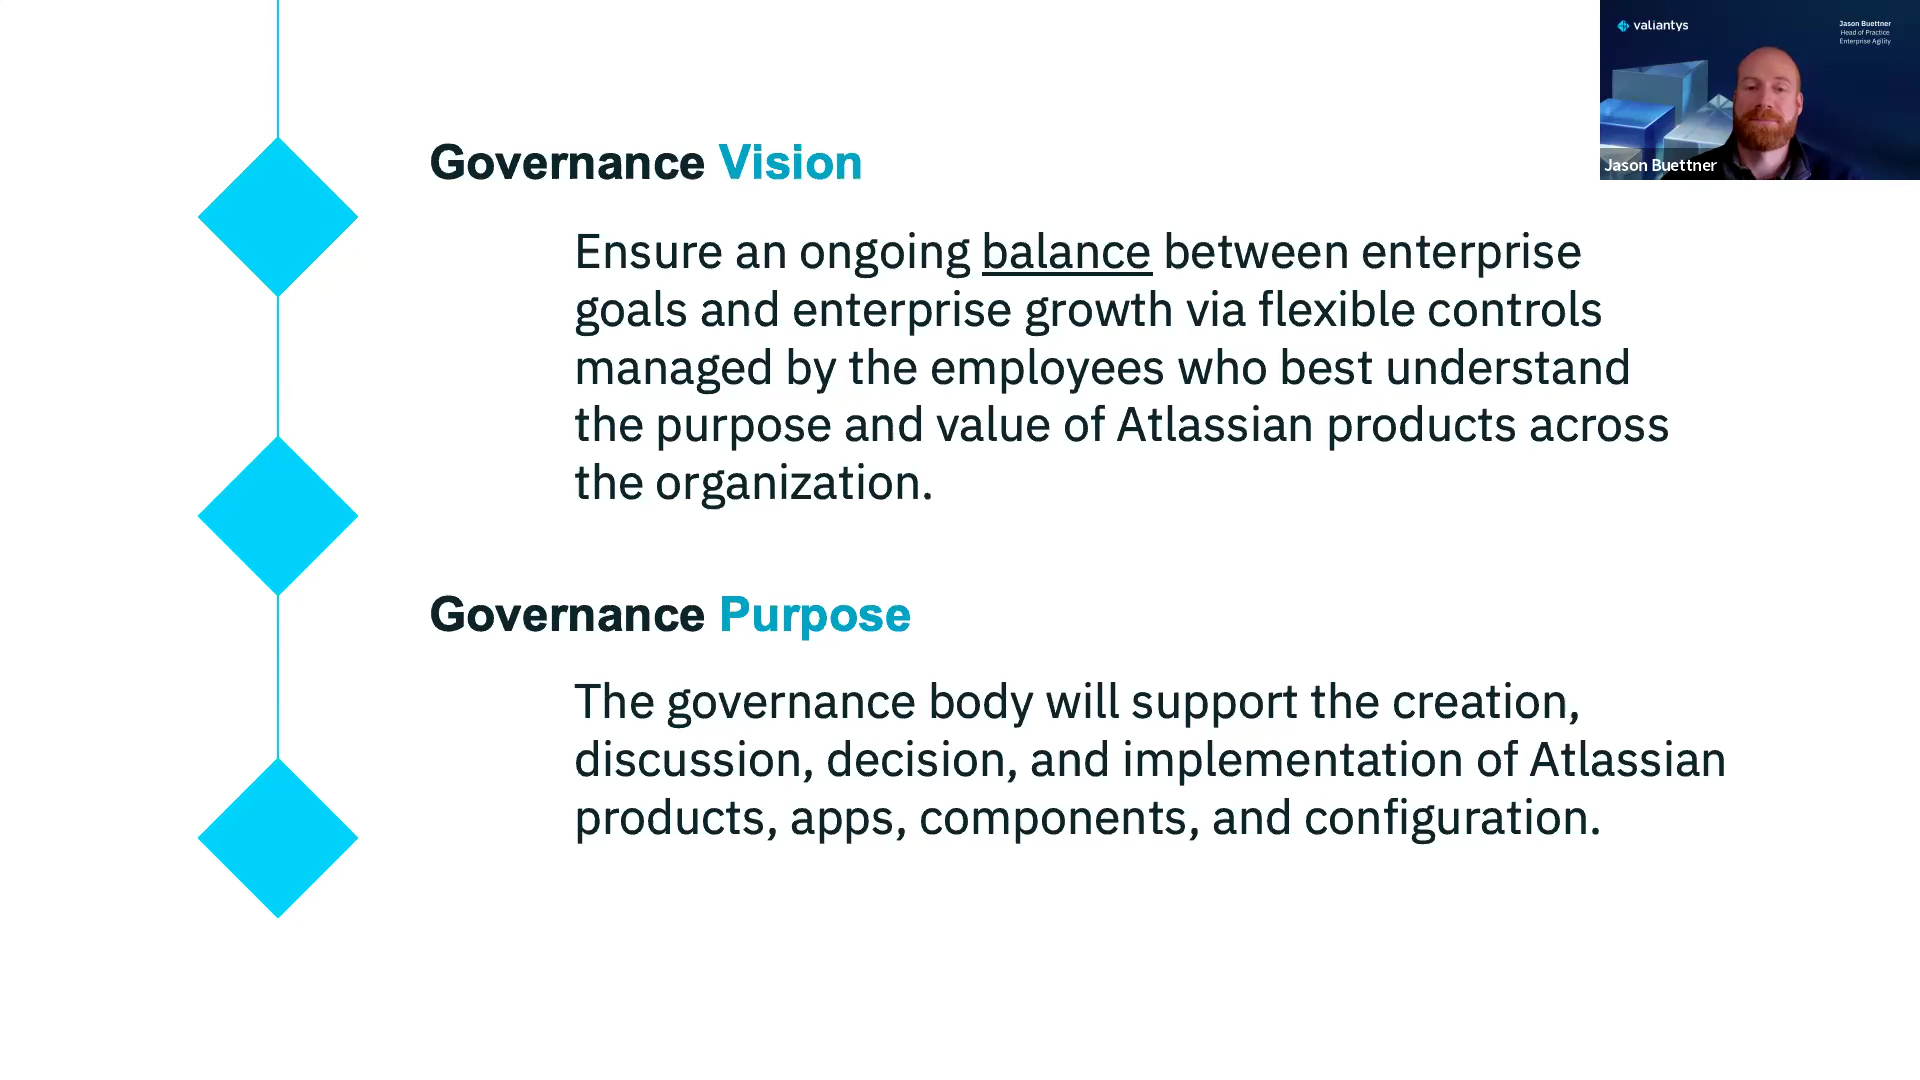 valiantys
Jason Buettner
Head of Practice
Enterprise Agility
Jason Buettner
Governance Vision
Ensure an ongoing balance between enterprise
goals and enterprise growth via flexible controls
managed by the employees who best understand
the purpose and value of Atlassian products across
the organization.
Governance Purpose
The governance body will support the creation,
discussion, decision, and implementation of Atlassian
products, apps, components, and configuration.